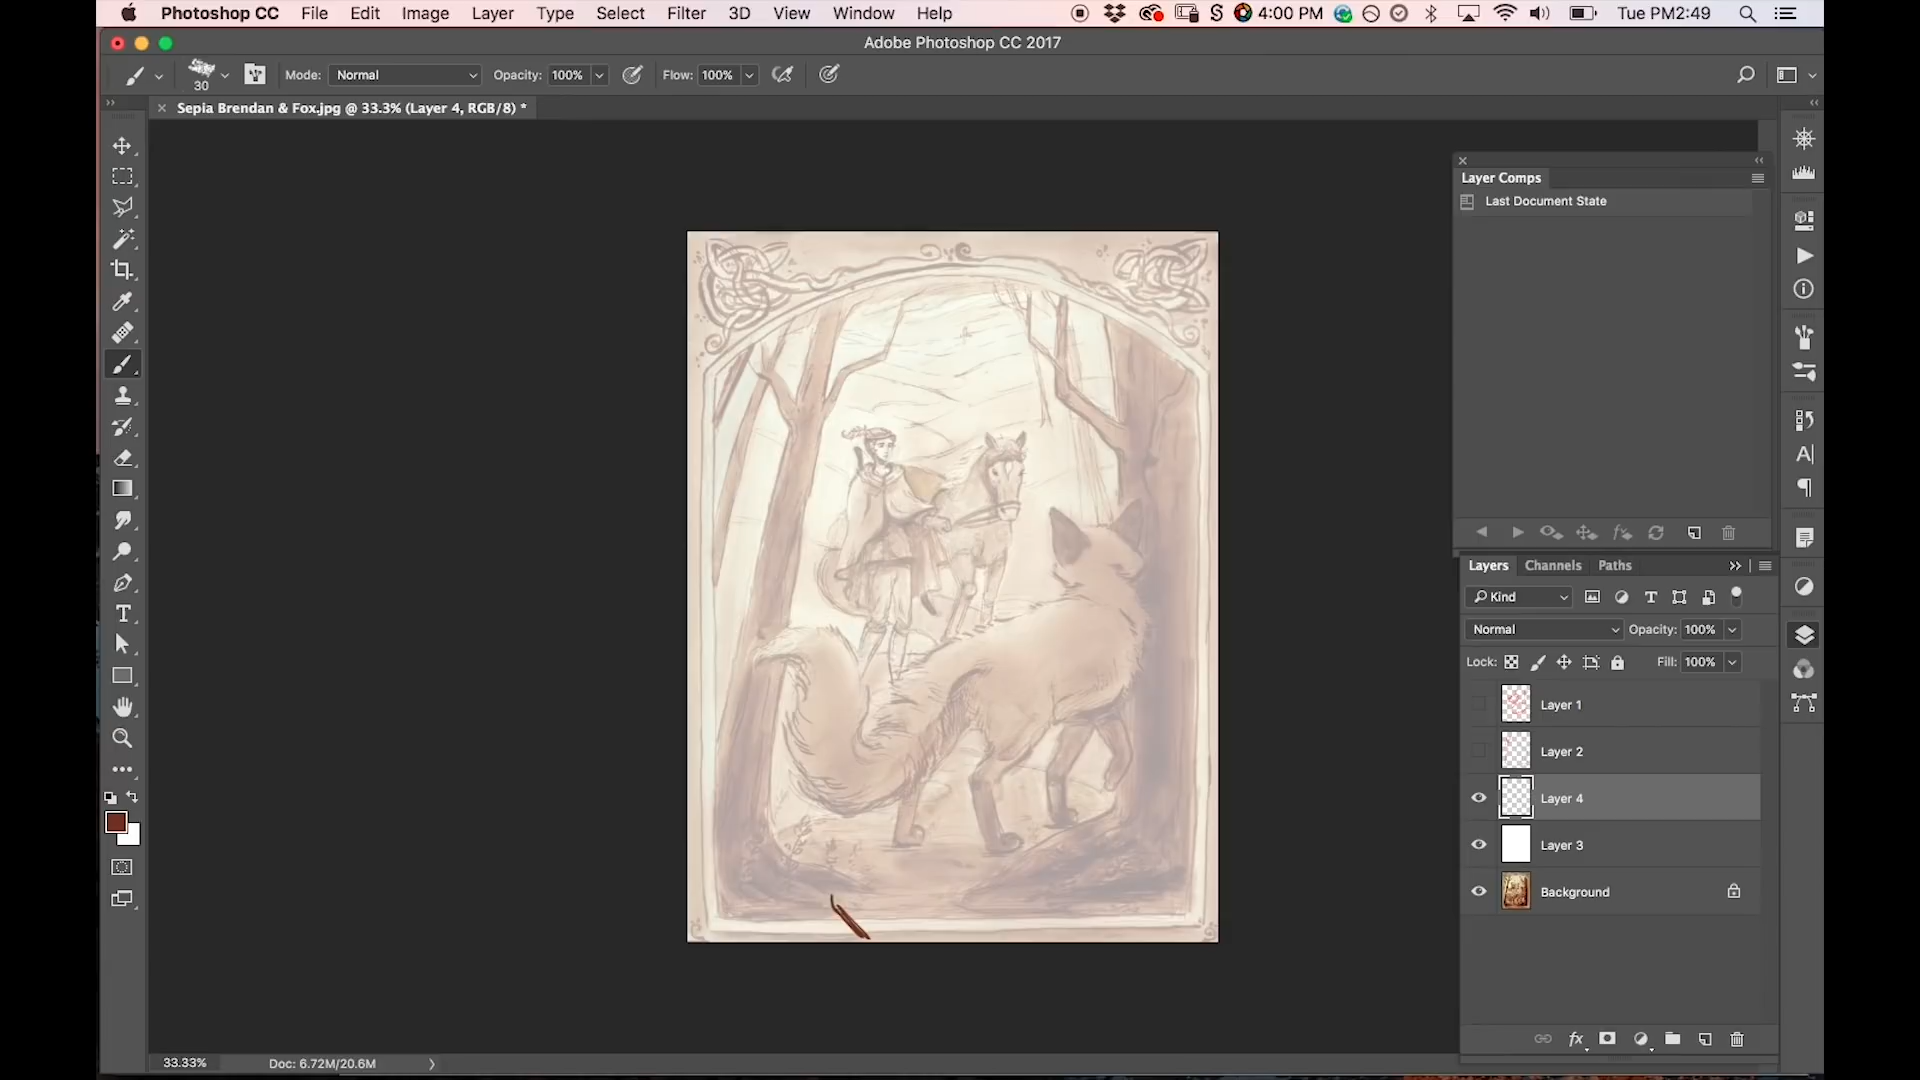 Photoshop CC File Edit Image Layer Type Select Filter 3D View Window Help 4:00 PM Tue PM2:49
Adobe Photoshop CC 2017
30 Mode: Normal Opacity: 100% Flow: 100%
Sepia Brendan & Fox.jpg @ 33.3% (Layer 4, RGB/8) *
Layer Comps
Last Document State
Layers Channels Paths
Kind
Normal Opacity: 100%
Lock: Fill: 100%
Layer 1
Layer 2
Layer 4
Layer 3
Background
33.33% Doc: 6.72M/20.6M